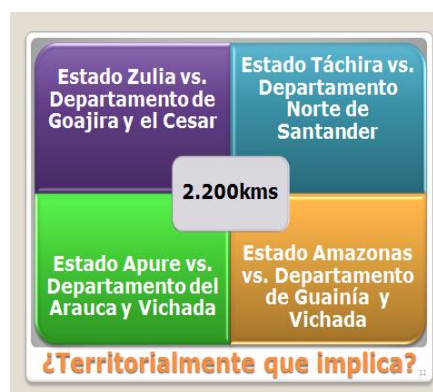 Estado Zulia vs.
Departamento de
Goajira y el Cesar
Estado Táchira vs.
Departamento
Norte de
Santander
2.200kms
Estado Apure vs.
Departamento del
Arauca y Vichada
Estado Amazonas
vs. Departamento
de Guainía y
Vichada
¿Territorialmente que implica?
11